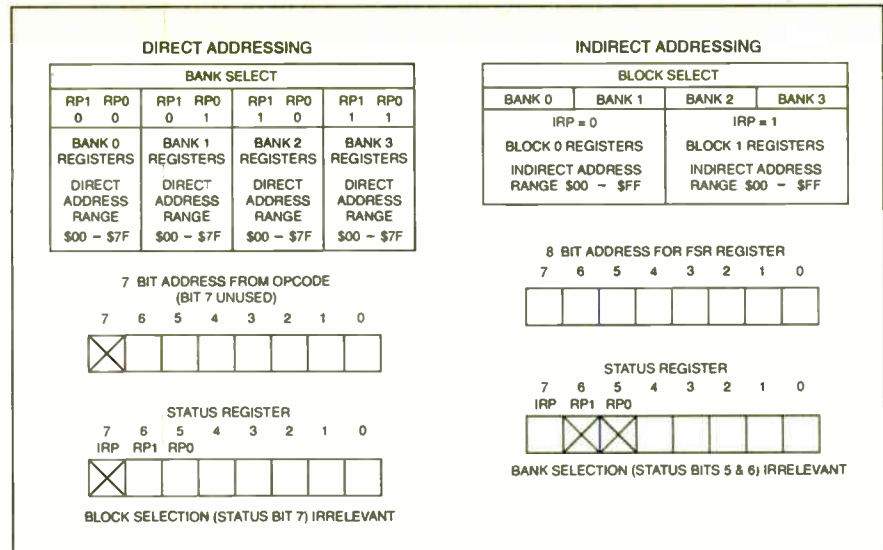 DIRECT ADDRESSING
BANK SELECT
RP1 RP0 RP1 RP0 RP1 RP0 RP1 RP0
0 0 0 1 1 0 1 1
BANK 0 REGISTERS
DIRECT ADDRESS RANGE
$00 – $7F
BANK 1 REGISTERS
DIRECT ADDRESS RANGE
$00 – $7F
BANK 2 REGISTERS
DIRECT ADDRESS RANGE
$00 – $7F
BANK 3 REGISTERS
DIRECT ADDRESS RANGE
$00 – $7F
7 BIT ADDRESS FROM OPCODE
(BIT 7 UNUSED)
7 6 5 4 3 2 1 0
STATUS REGISTER
7 6 5 4 3 2 1 0
IRP RP1 RP0
BLOCK SELECTION (STATUS BIT 7) IRRELEVANT
INDIRECT ADDRESSING
BLOCK SELECT
BANK 0 BANK 1 BANK 2 BANK 3
IRP = 0
BLOCK 0 REGISTERS
INDIRECT ADDRESS
RANGE $00 – $FF
IRP = 1
BLOCK 1 REGISTERS
INDIRECT ADDRESS
RANGE $00 – $FF
8 BIT ADDRESS FOR FSR REGISTER
7 6 5 4 3 2 1 0
STATUS REGISTER
7 6 5 4 3 2 1 0
IRP RP1 RP0
BANK SELECTION (STATUS BITS 5 & 6) IRRELEVANT